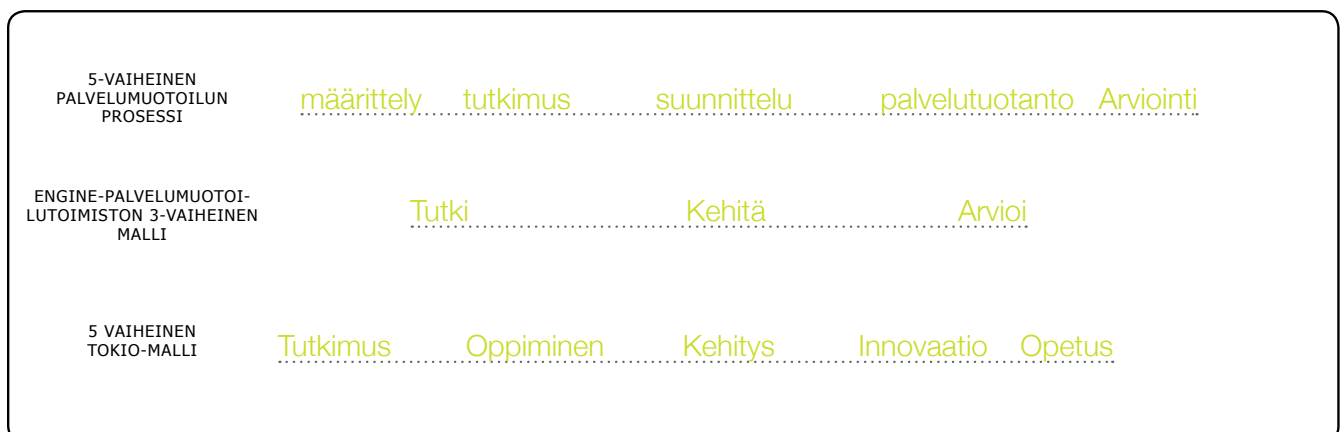 5-VAIHEINEN
PALVELUMUOTOILUN
PROSESSI
määrittely tutkimus suunnittelu palvelutuotanto Arviointi
ENGINE-PALVELUMUOTOI-
LUTOIMISTON 3-VAIHEINEN
MALLI
Tutki Kehitä Arvioi
5 VAIHEINEN
TOKIO-MALLI
Tutkimus Oppiminen Kehitys Innovaatio Opetus